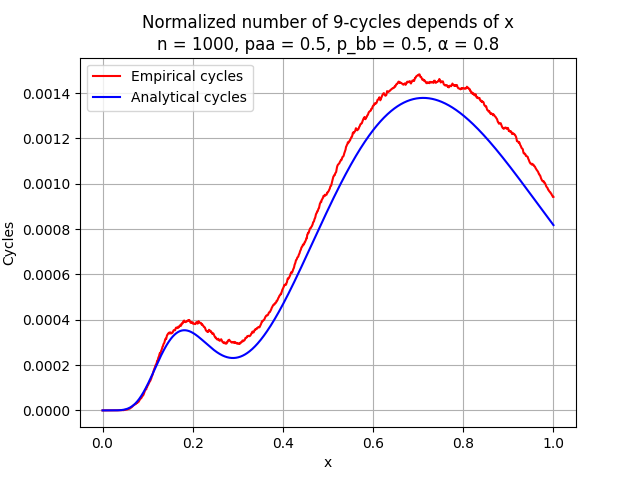 Normalized number of 9-cycles depends of x
n = 1000, paa = 0.5, p_bb = 0.5, α = 0.8
Empirical cycles
Analytical cycles
0.0014
0.0012
0.0010
0.0008
0.0006
0.0004
0.0002
0.0000
Cycles
0.0 0.2 0.4 0.6 0.8 1.0
x